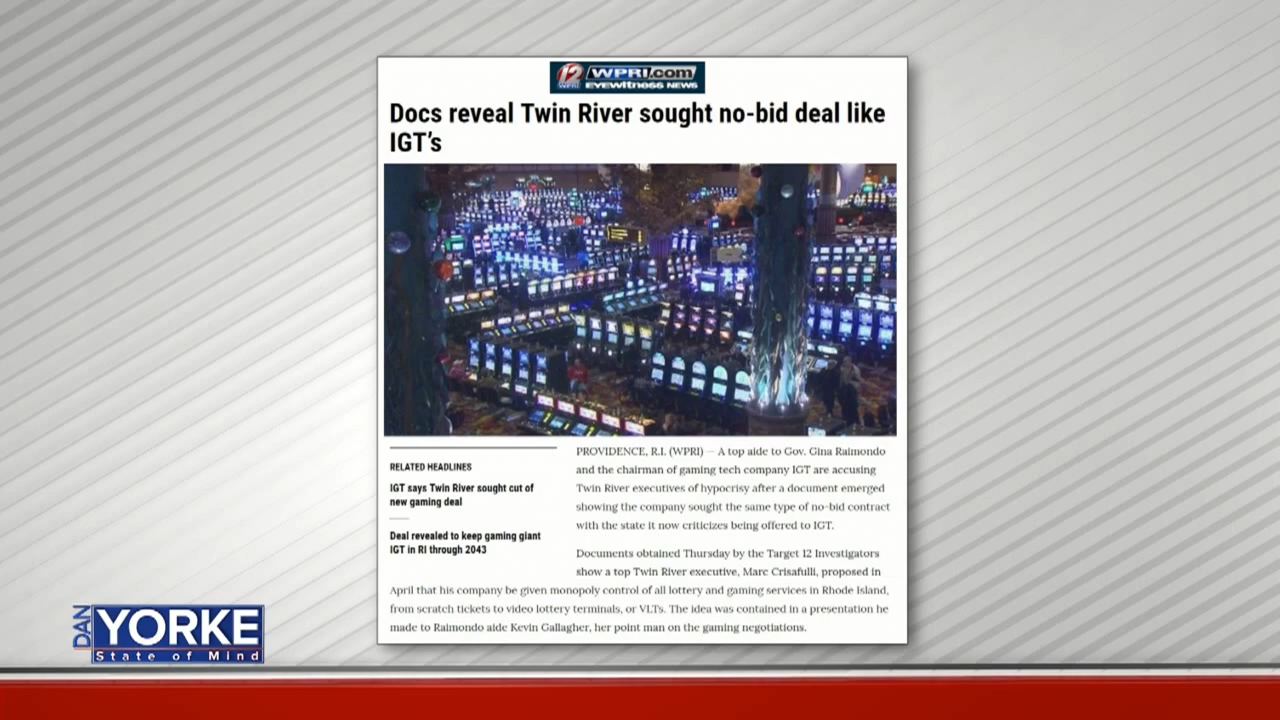 12 WPRI.com
WPRI EYEWITNESS NEWS
Docs reveal Twin River sought no-bid deal like
IGT's
RELATED HEADLINES
IGT says Twin River sought cut of
new gaming deal
Deal revealed to keep gaming giant
IGT in RI through 2043
PROVIDENCE, R.I. (WPRI) — A top aide to Gov. Gina Raimondo
and the chairman of gaming tech company IGT are accusing
Twin River executives of hypocrisy after a document emerged
showing the company sought the same type of no-bid contract
with the state it now criticizes being offered to IGT.
Documents obtained Thursday by the Target 12 Investigators
show a top Twin River executive, Marc Crisafulli, proposed in
April that his company be given monopoly control of all lottery and gaming services in Rhode Island,
from scratch tickets to video lottery terminals, or VLTs. The idea was contained in a presentation he
made to Raimondo aide Kevin Gallagher, her point man on the gaming negotiations.
DAN
YORKE
State of Mind